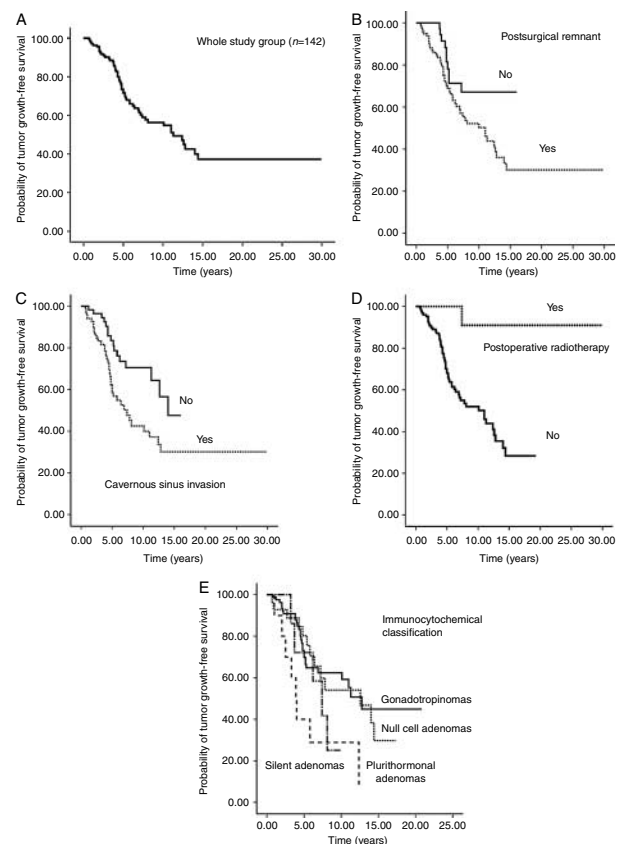 A
Probability of tumor growth-free survival
100.00
80.00
60.00
40.00
20.00
0.00
Whole study group (n=142)
0.00 5.00 10.00 15.00 20.00 25.00 30.00
Time (years)
B
Probability of tumor growth-free survival
100.00
80.00
60.00
40.00
20.00
0.00
Postsurgical remnant
No
Yes
0.00 5.00 10.00 15.00 20.00 25.00 30.00
Time (years)
C
Probability of tumor growth-free survival
100.00
80.00
60.00
40.00
20.00
0.00
No
Yes
Cavernous sinus invasion
0.00 5.00 10.00 15.00 20.00 25.00 30.00
Time (years)
D
Probability of tumor growth-free survival
100.00
80.00
60.00
40.00
20.00
0.00
Yes
Postoperative radiotherapy
No
0.00 5.00 10.00 15.00 20.00 25.00 30.00
Time (years)
E
Probability of tumor growth-free survival
100.00
80.00
60.00
40.00
20.00
0.00
Immunocytochemical
classification
Gonadotropinomas
Null cell adenomas
Silent adenomas
Plurithormonal
adenomas
0.00 5.00 10.00 15.00 20.00 25.00
Time (years)